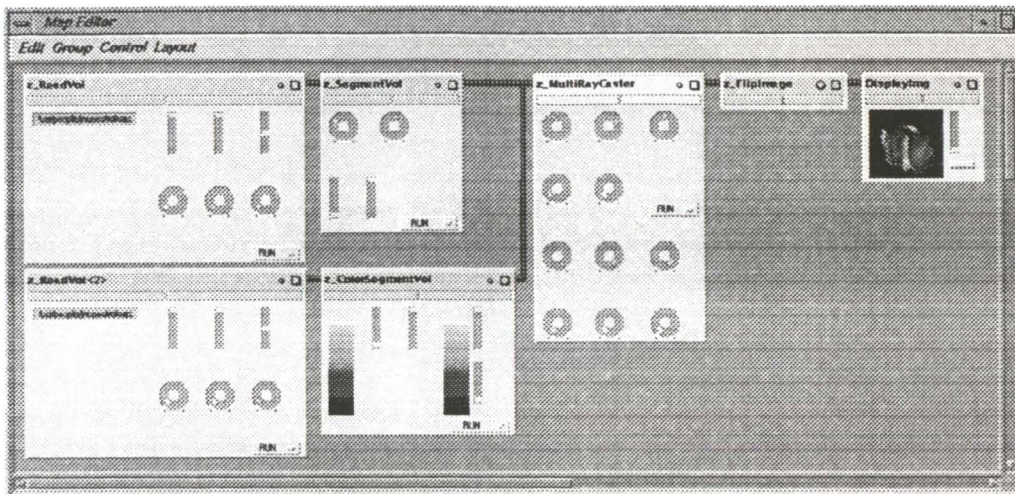 Map Editor
Edit Group Control Layout
z_ReadVol
z_SegmentVol
z_MultiRayCaster
z_FlipImage
DisplayImg
RUN
RUN
RUN
z_ReadVol<2>
z_ColorSegmentVol
RUN
RUN